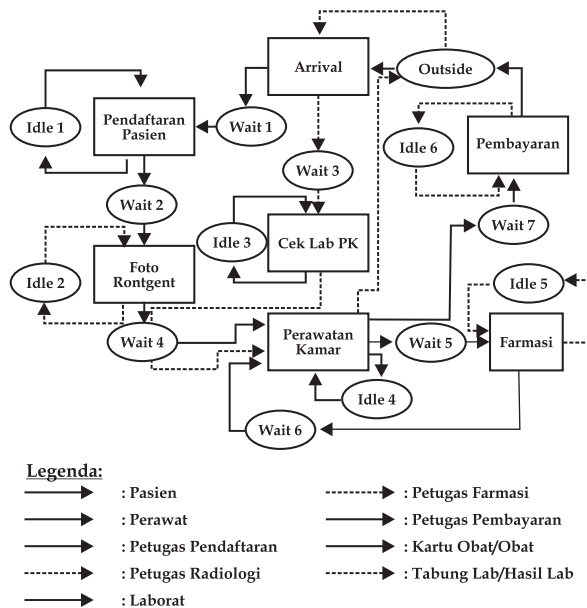 Arrival
Outside
Idle 1
Pendaftaran
Pasien
Wait 1
Idle 6
Pembayaran
Wait 3
Wait 2
Wait 7
Idle 3
Cek Lab PK
Foto
Rontgent
Idle 2
Idle 5
Wait 4
Perawatan
Kamar
Wait 5
Farmasi
Idle 4
Wait 6
Legenda:
: Pasien
: Perawat
: Petugas Pendaftaran
: Petugas Radiologi
: Laborat
: Petugas Farmasi
: Petugas Pembayaran
: Kartu Obat/Obat
: Tabung Lab/Hasil Lab